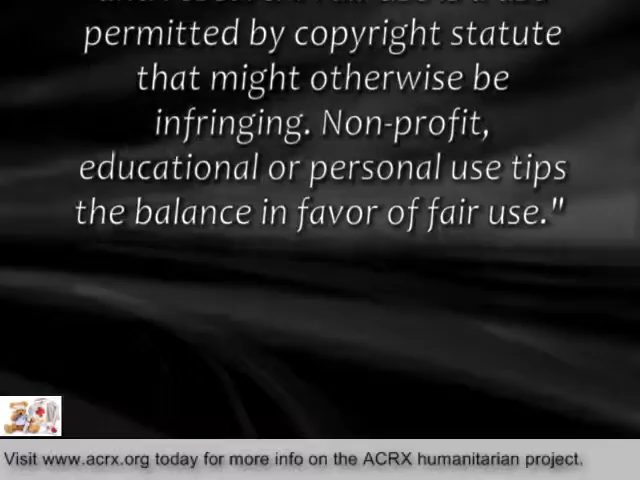 permitted by copyright statute
that might otherwise be
infringing. Non-profit,
educational or personal use tips
the balance in favor of fair use."
Visit www.acrx.org today for more info on the ACRX humanitarian project.